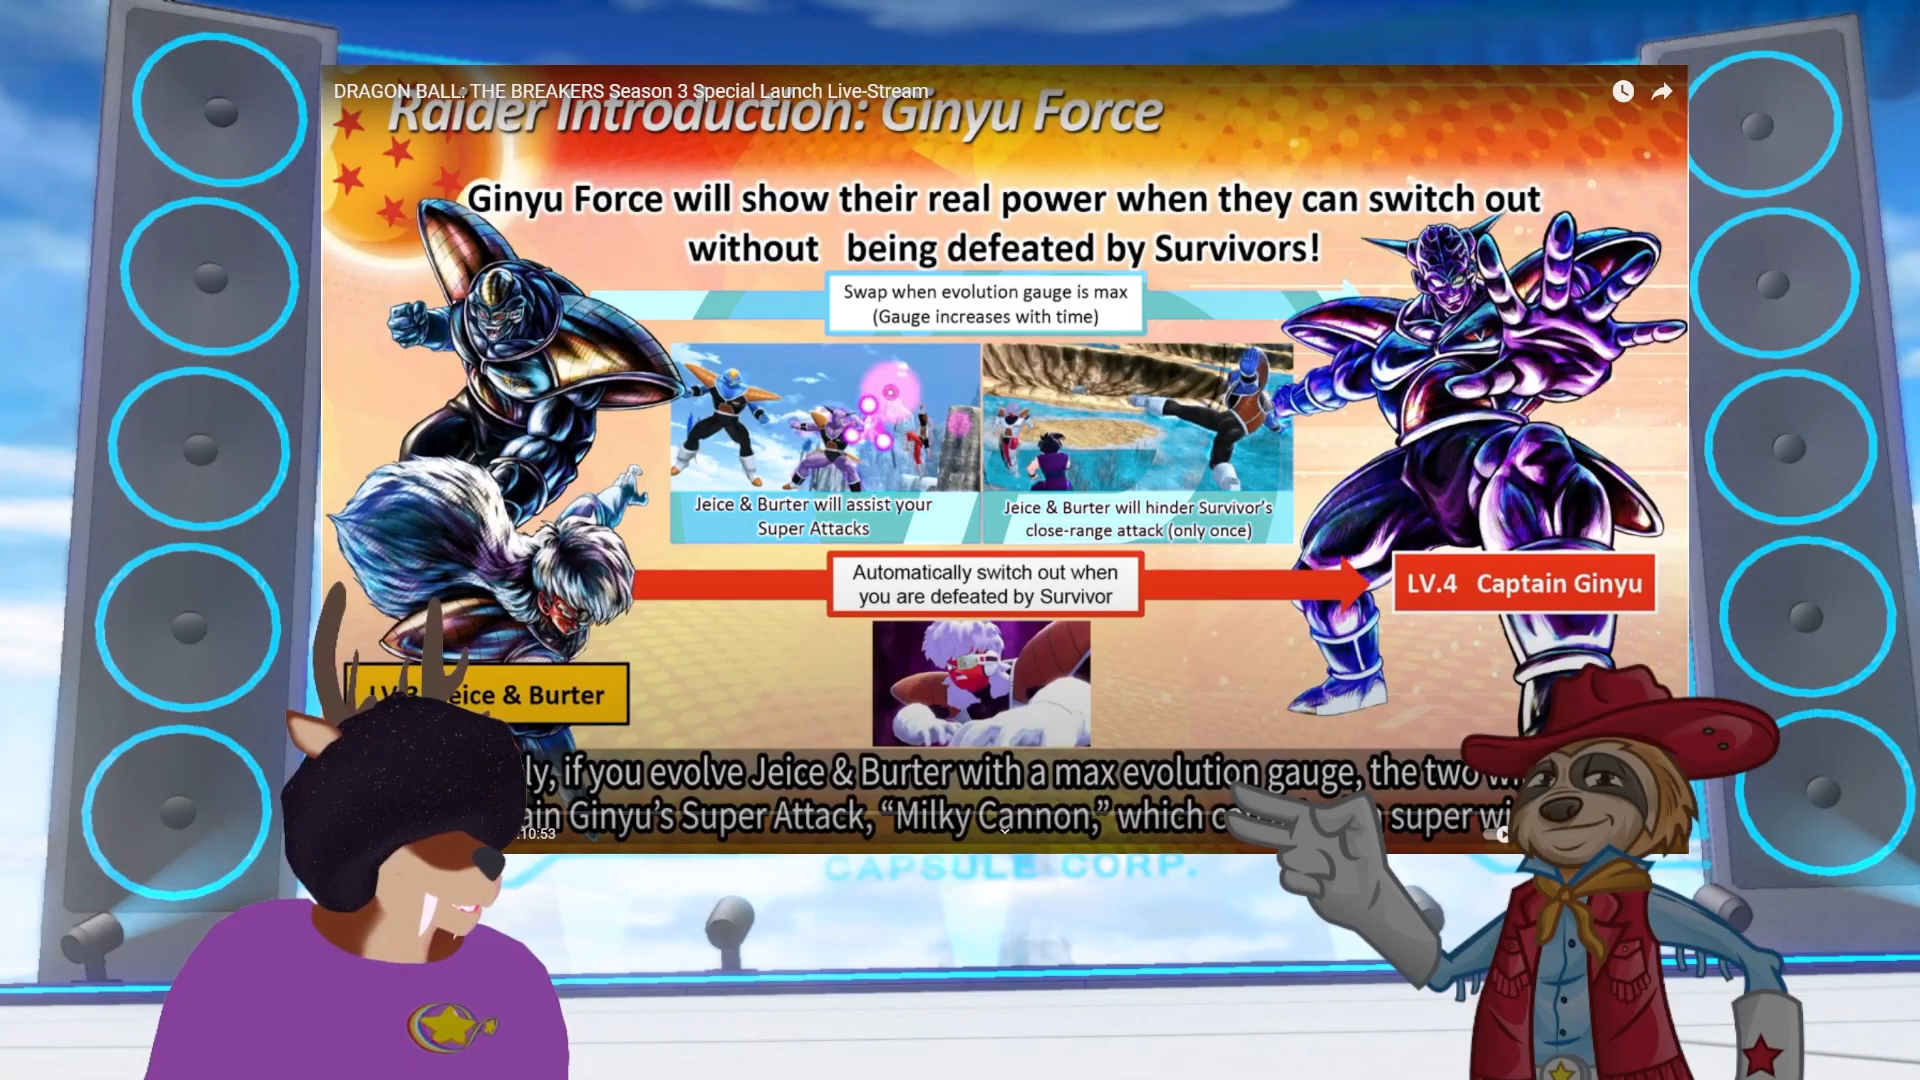 DRAGON BALL: THE BREAKERS Season 3 Special Launch Live-Stream
Raider Introduction: Ginyu Force
Ginyu Force will show their real power when they can switch out
without being defeated by Survivors!
Swap when evolution gauge is max
(Gauge increases with time)
Jeice & Burter will assist your
Super Attacks
Jeice & Burter will hinder Survivor's
close-range attack (only once)
Automatically switch out when
you are defeated by Survivor
LV.4 Captain Ginyu
LV.3 eice & Burter
ly, if you evolve Jeice & Burter with a max evolution gauge, the two
ain Ginyu's Super Attack, “Milky Cannon,” which super wi
:10:53
CAPSULE CORP.